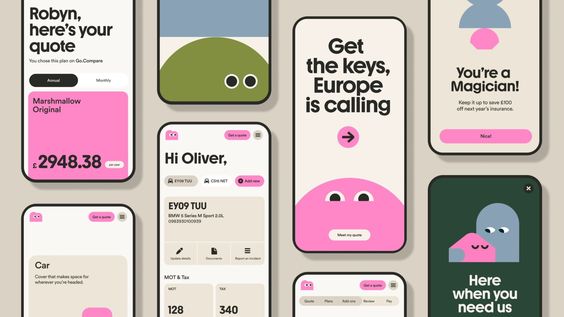 Robyn,
here's your
quote
You chose this plan on Go.Compare
Annual
Monthly
Marshmallow
Original
£2948.38
per year
Get a quote
Car
Cover that makes space for
wherever you're headed.
Get a quote
Hi Oliver,
EY09 TUU
Add new
EY09 TUU
BMW 5 Series M Sport 2.0L
Update details
Documents
Report an incident
MOT & Tax
MOT
128
TAX
340
Get
the keys,
Europe
is calling
Meet my quote
Get a quote
Quote
Plans
Add ons
Review
Pay
You're a
Magician!
Keep it up to save £100
off next year's insurance.
Nice!
Here
when you
need us